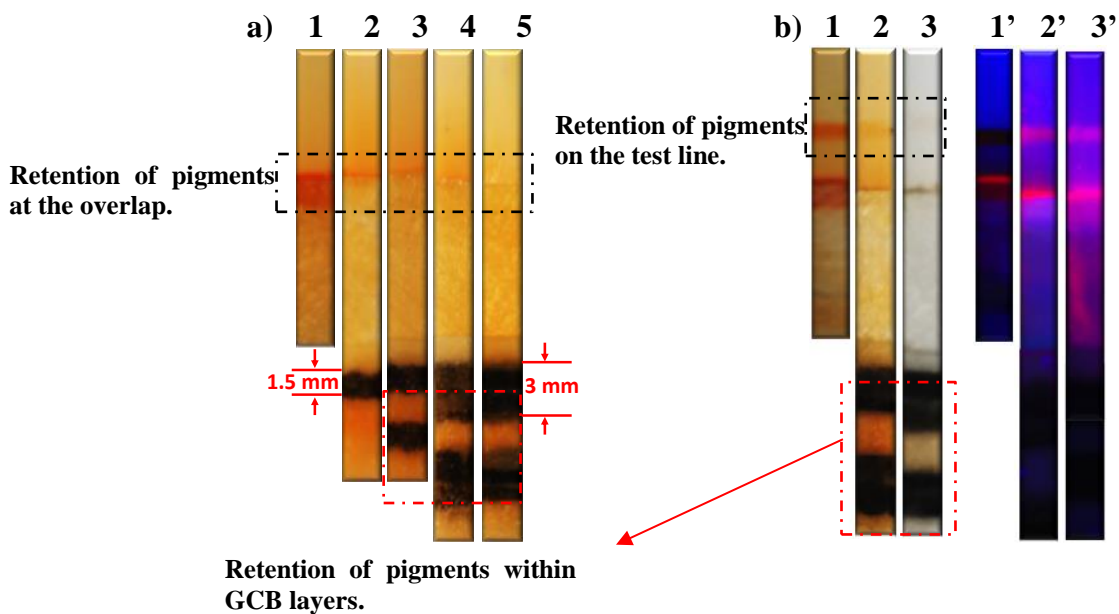 a) 1 2 3 4 5
b) 1 2 3 1’ 2’ 3’
Retention of pigments
at the overlap.
Retention of pigments
on the test line.
1.5 mm
3 mm
Retention of pigments within
GCB layers.